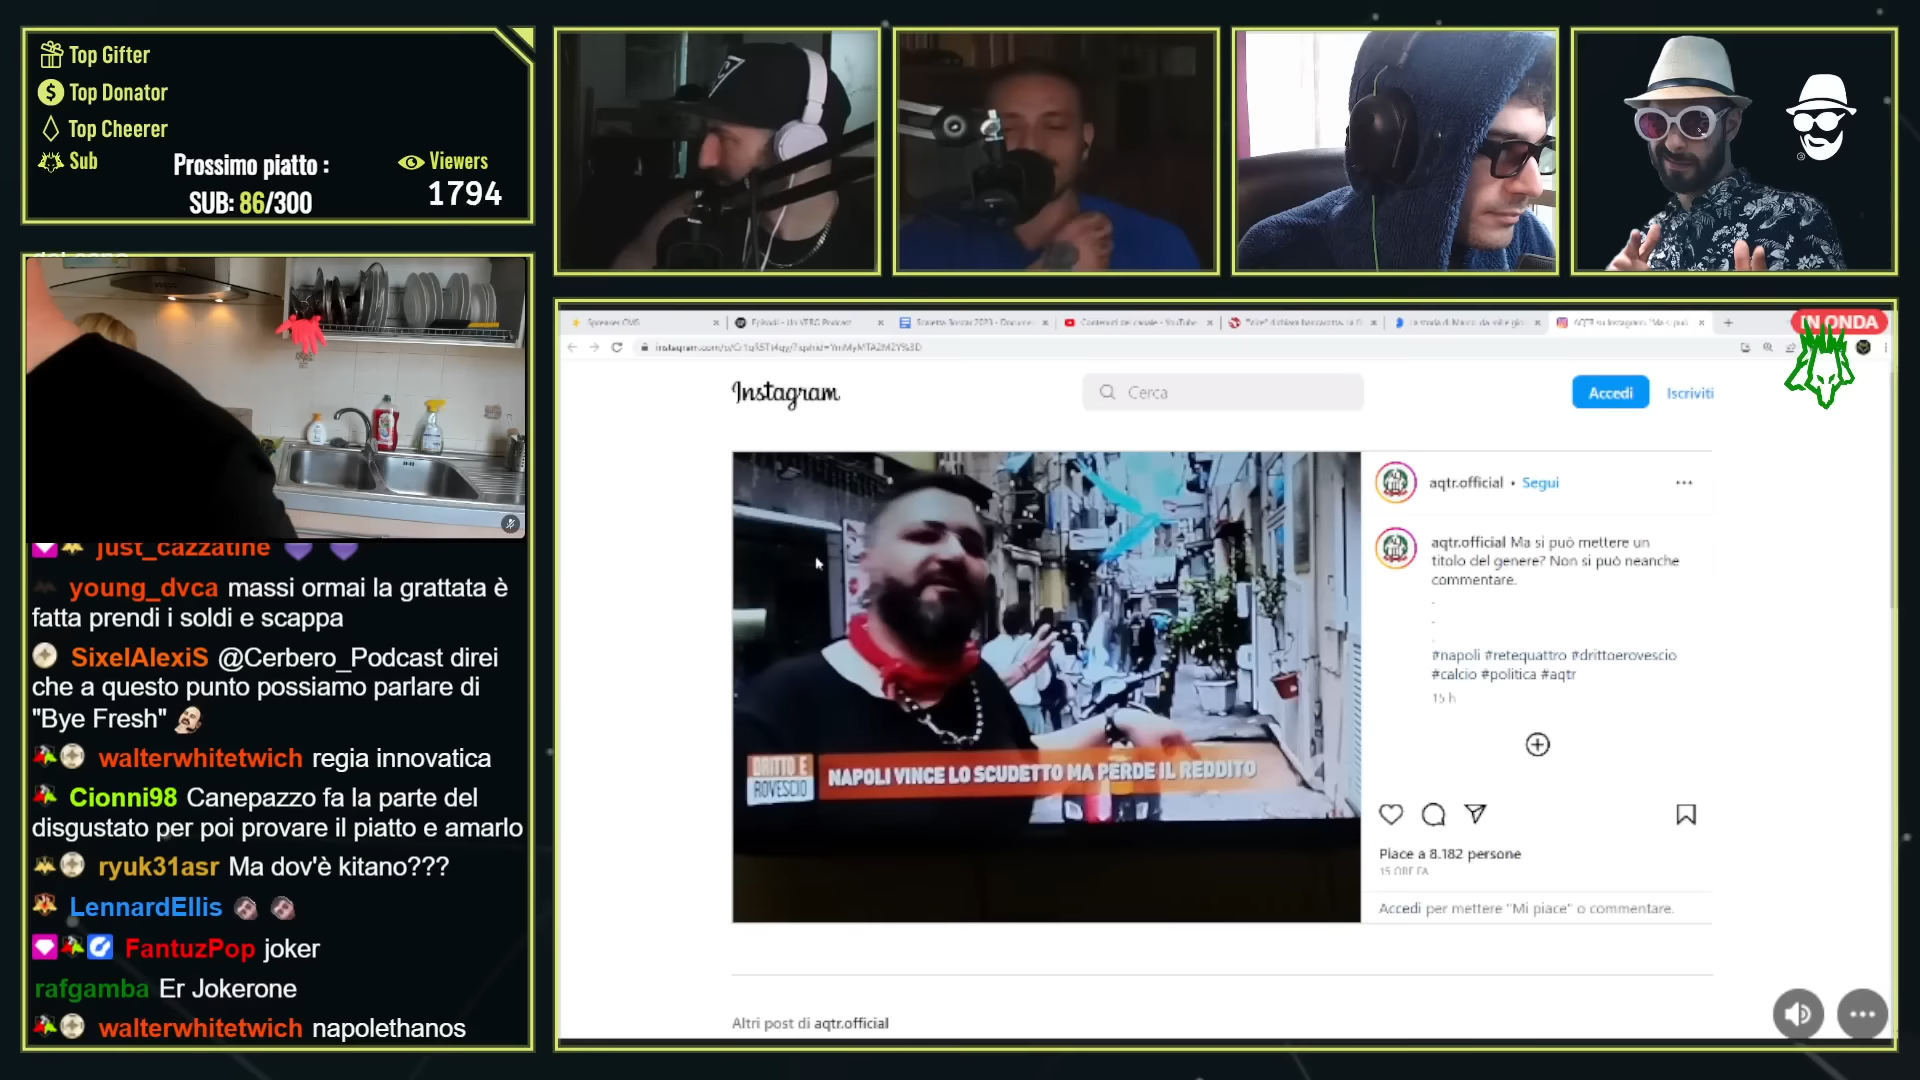 Top Gifter
Top Donator
Top Cheerer
Sub
Prossimo piatto :
SUB: 86/300
Viewers
1794
just_cazzatine
young_dvca massi ormai la grattata è
fatta prendi i soldi e scappa
SixelAlexiS @Cerbero_Podcast direi
che a questo punto possiamo parlare di
"Bye Fresh"
walterwhitetwich regia innovatica
Cionni98 Canepazzo fa la parte del
disgustato per poi provare il piatto e amarlo
ryuk31asr Ma dov'è kitano???
LennardEllis
FantuzPop joker
rafgamba Er Jokerone
walterwhitetwich napolethanos
IN ONDA
Instagram
Cerca
Accedi
Iscriviti
DRITTO E
ROVESCIO
NAPOLI VINCE LO SCUDETTO MA PERDE IL REDDITO
aqtr.official • Segui
aqtr.official Ma si può mettere un
titolo del genere? Non si può neanche
commentare.
.
.
.
#napoli #retequattro #drittoerovescio
#calcio #politica #aqtr
15 h
Piace a 8.182 persone
15 ORE FA
Accedi per mettere "Mi piace" o commentare.
Altri post di aqtr.official